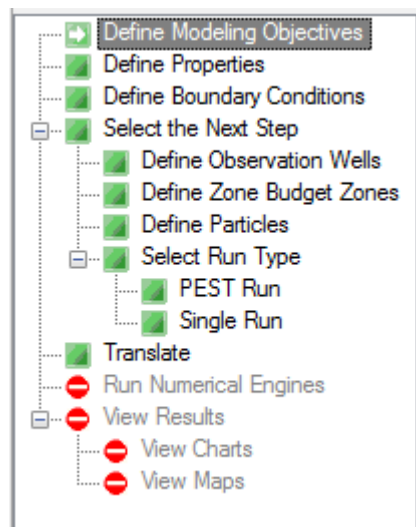 Define Modeling Objectives
Define Properties
Define Boundary Conditions
Select the Next Step
Define Observation Wells
Define Zone Budget Zones
Define Particles
Select Run Type
PEST Run
Single Run
Translate
Run Numerical Engines
View Results
View Charts
View Maps